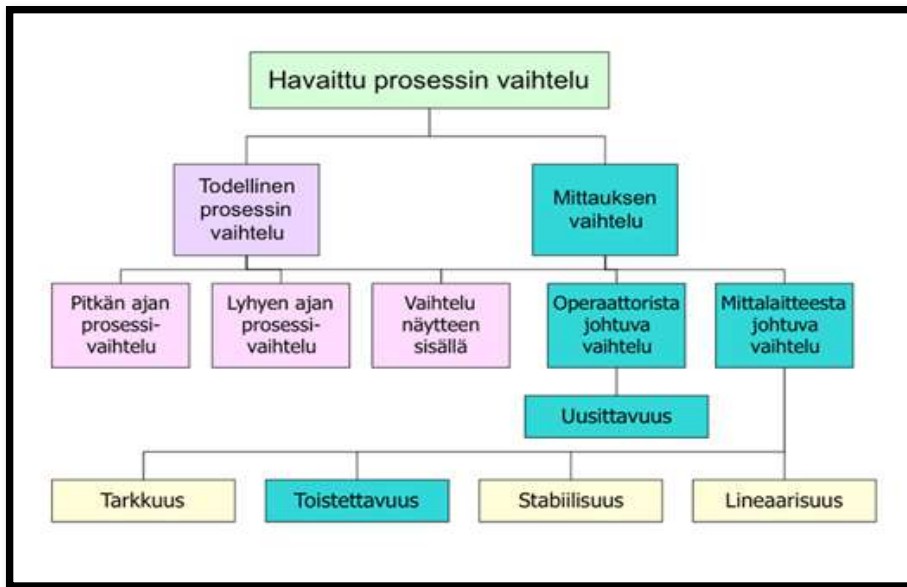 Havaittu prosessin vaihtelu
Todellinen
prosessin
vaihtelu
Mittauksen
vaihtelu
Pitkän ajan
prosessi-
vaihtelu
Lyhyen ajan
prosessi-
vaihtelu
Vaihtelu
näytteen
sisällä
Operaattorista
johtuva
vaihtelu
Mittalaitteesta
johtuva
vaihtelu
Uusittavuus
Tarkkuus
Toistettavuus
Stabiilisuus
Lineaarisuus